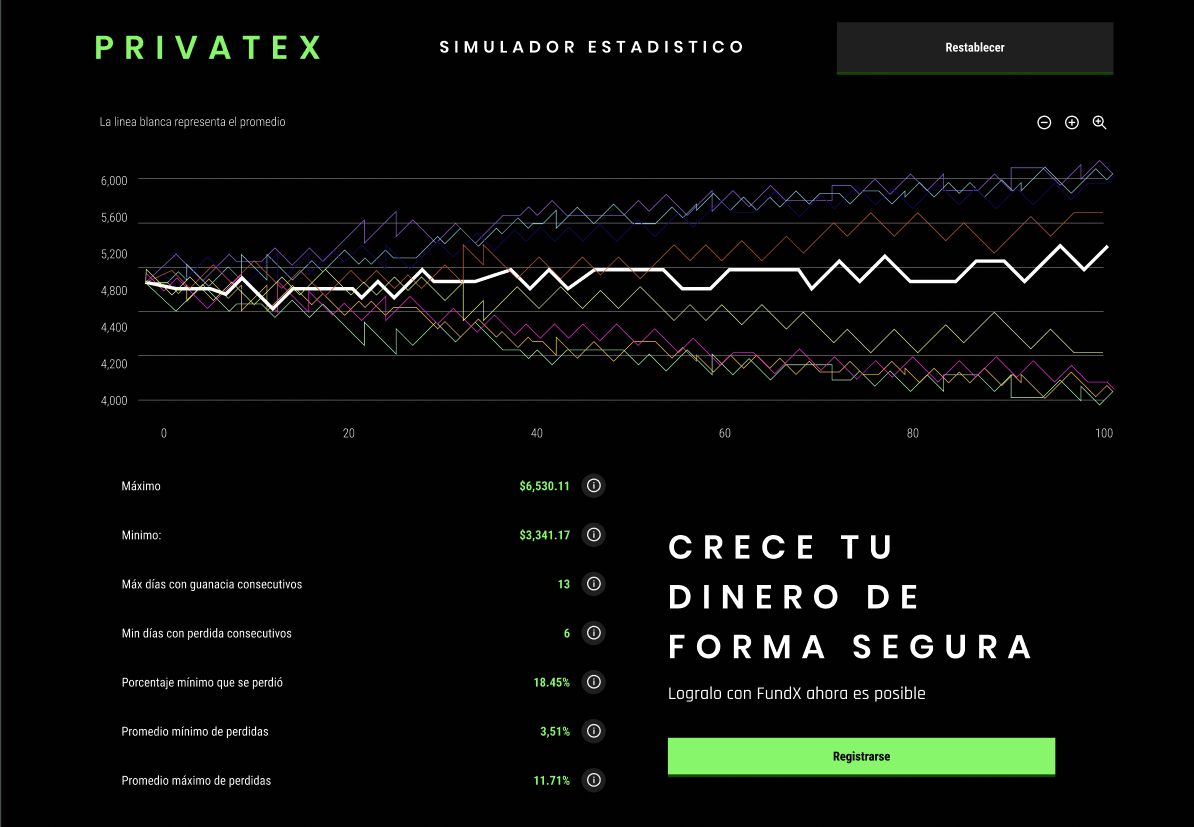 PRIVATEX
SIMULADOR ESTADISTICO
Restablecer
La linea blanca representa el promedio
6,000
5,600
5,200
4,800
4,400
4,200
4,000
0 20 40 60 80 100
Máximo $6,530.11
Minimo: $3,341.17
Máx días con guanacia consecutivos 13
Min días con perdida consecutivos 6
Porcentaje mínimo que se perdió 18.45%
Promedio mínimo de perdidas 3,51%
Promedio máximo de perdidas 11.71%
CRECE TU
DINERO DE
FORMA SEGURA
Logralo con FundX ahora es posible
Registrarse